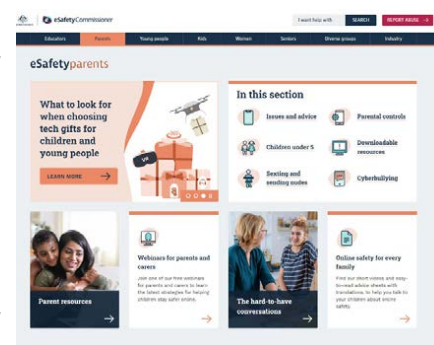 eSafetyCommissioner
I want help with
SEARCH
REPORT ABUSE
Educators
Parents
Young people
Kids
Women
Seniors
Diverse groups
Industry
eSafetyparents
What to look for
when choosing
tech gifts for
children and
young people
LEARN MORE
VR
In this section
Issues and advice
Parental controls
Children under 5
Downloadable
resources
Sexting and
sending nudes
Cyberbullying
Parent resources
Webinars for parents and
carers
Join one of our free webinars
for parents and carers to learn
the latest strategies for helping
children stay safe online.
The hard-to-have
conversations
Online safety for every
family
Find our short videos and easy-
to-read advice sheets with
translations, to help you talk to
your children about online
safety.